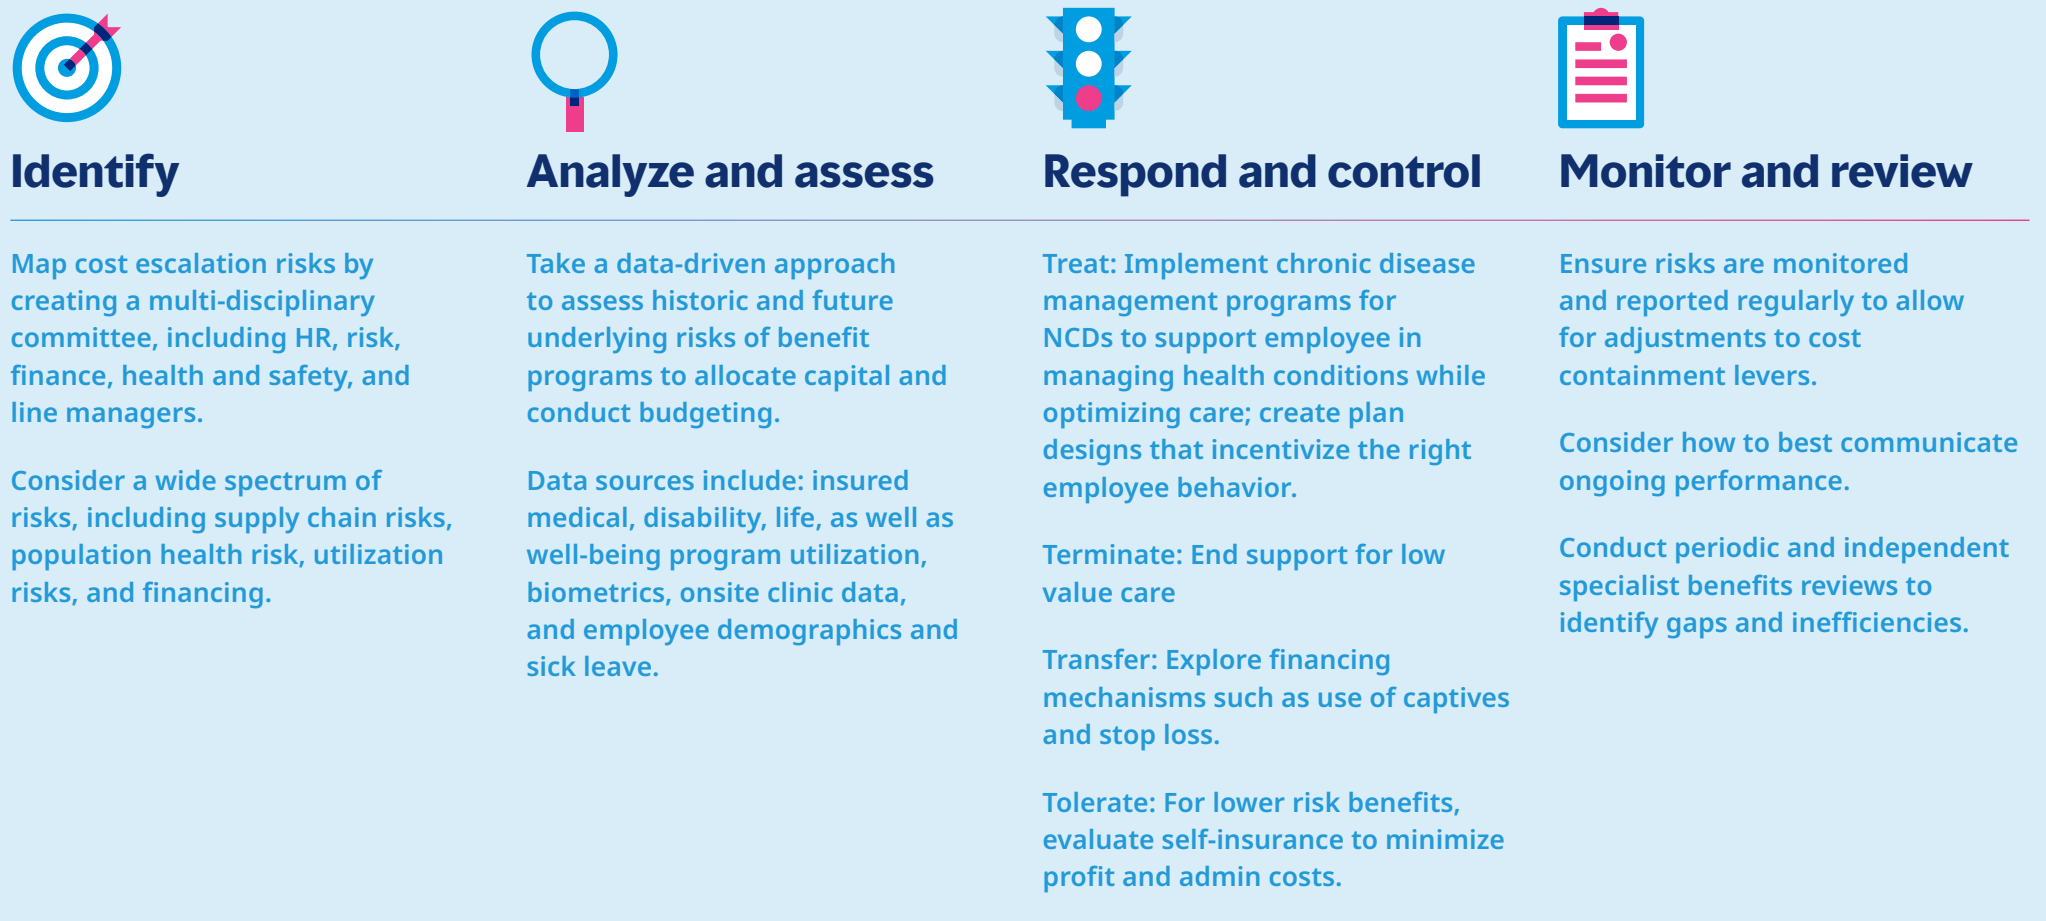 Identify
Map cost escalation risks by
creating a multi-disciplinary
committee, including HR, risk,
finance, health and safety, and
line managers.
Consider a wide spectrum of
risks, including supply chain risks,
population health risk, utilization
risks, and financing.
Analyze and assess
Take a data-driven approach
to assess historic and future
underlying risks of benefit
programs to allocate capital and
conduct budgeting.
Data sources include: insured
medical, disability, life, as well as
well-being program utilization,
biometrics, onsite clinic data,
and employee demographics and
sick leave.
Respond and control
Treat: Implement chronic disease
management programs for
NCDs to support employee in
managing health conditions while
optimizing care; create plan
designs that incentivize the right
employee behavior.
Terminate: End support for low
value care
Transfer: Explore financing
mechanisms such as use of captives
and stop loss.
Tolerate: For lower risk benefits,
evaluate self-insurance to minimize
profit and admin costs.
Monitor and review
Ensure risks are monitored
and reported regularly to allow
for adjustments to cost
containment levers.
Consider how to best communicate
ongoing performance.
Conduct periodic and independent
specialist benefits reviews to
identify gaps and inefficiencies.